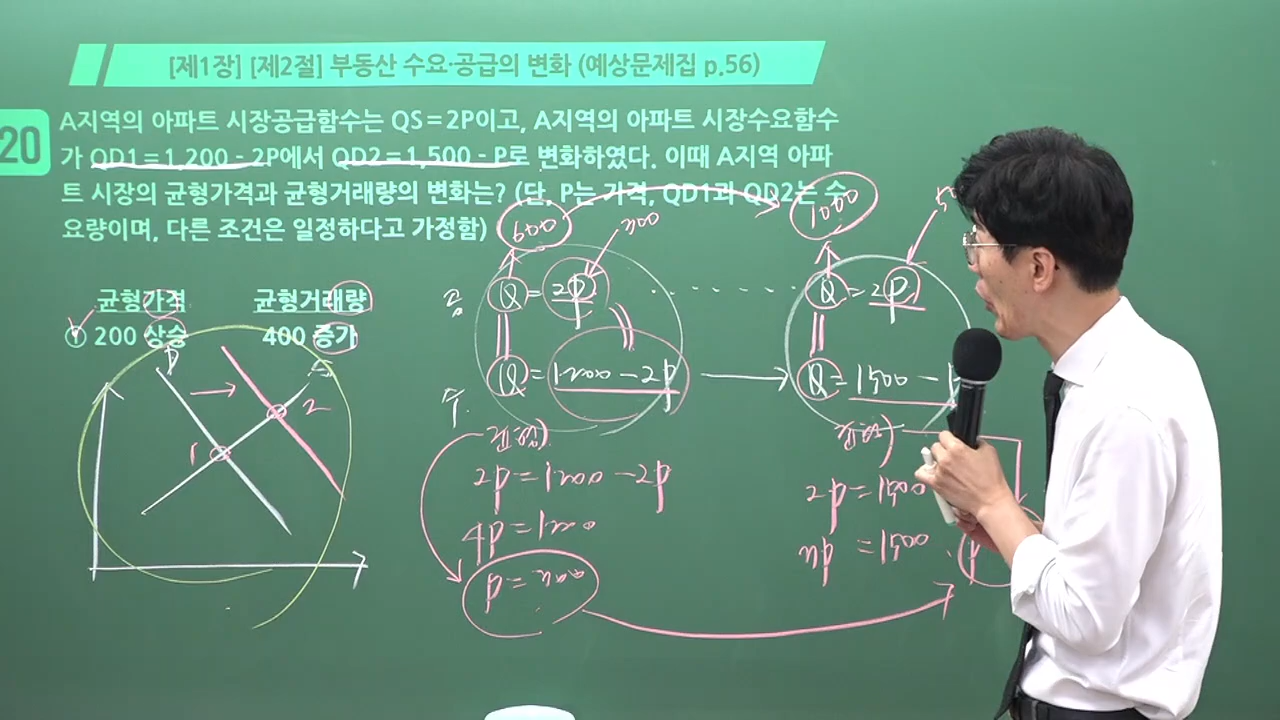 [제1장] [제2절] 부동산 수요·공급의 변화 (예상문제집 p.56)
20
A지역의 아파트 시장공급함수는 QS=2P이고, A지역의 아파트 시장수요함수
가 QD1=1,200-2P에서 QD2=1,500-P로 변화하였다. 이때 A지역 아파
트 시장의 균형가격과 균형거래량의 변화는? (단, P는 가격, QD1과 QD2는 수
요량이며, 다른 조건은 일정하다고 가정함)
균형가격 균형거래량
① 200 상승 400 증가
D
S
1
2
600
300
공
Q=2P
수
Q=1200-2P
균형)
2P=1200-2P
4P=1200
P=300
1000
Q=2P
Q=1500-
균형)
2P=1500
=1500
P